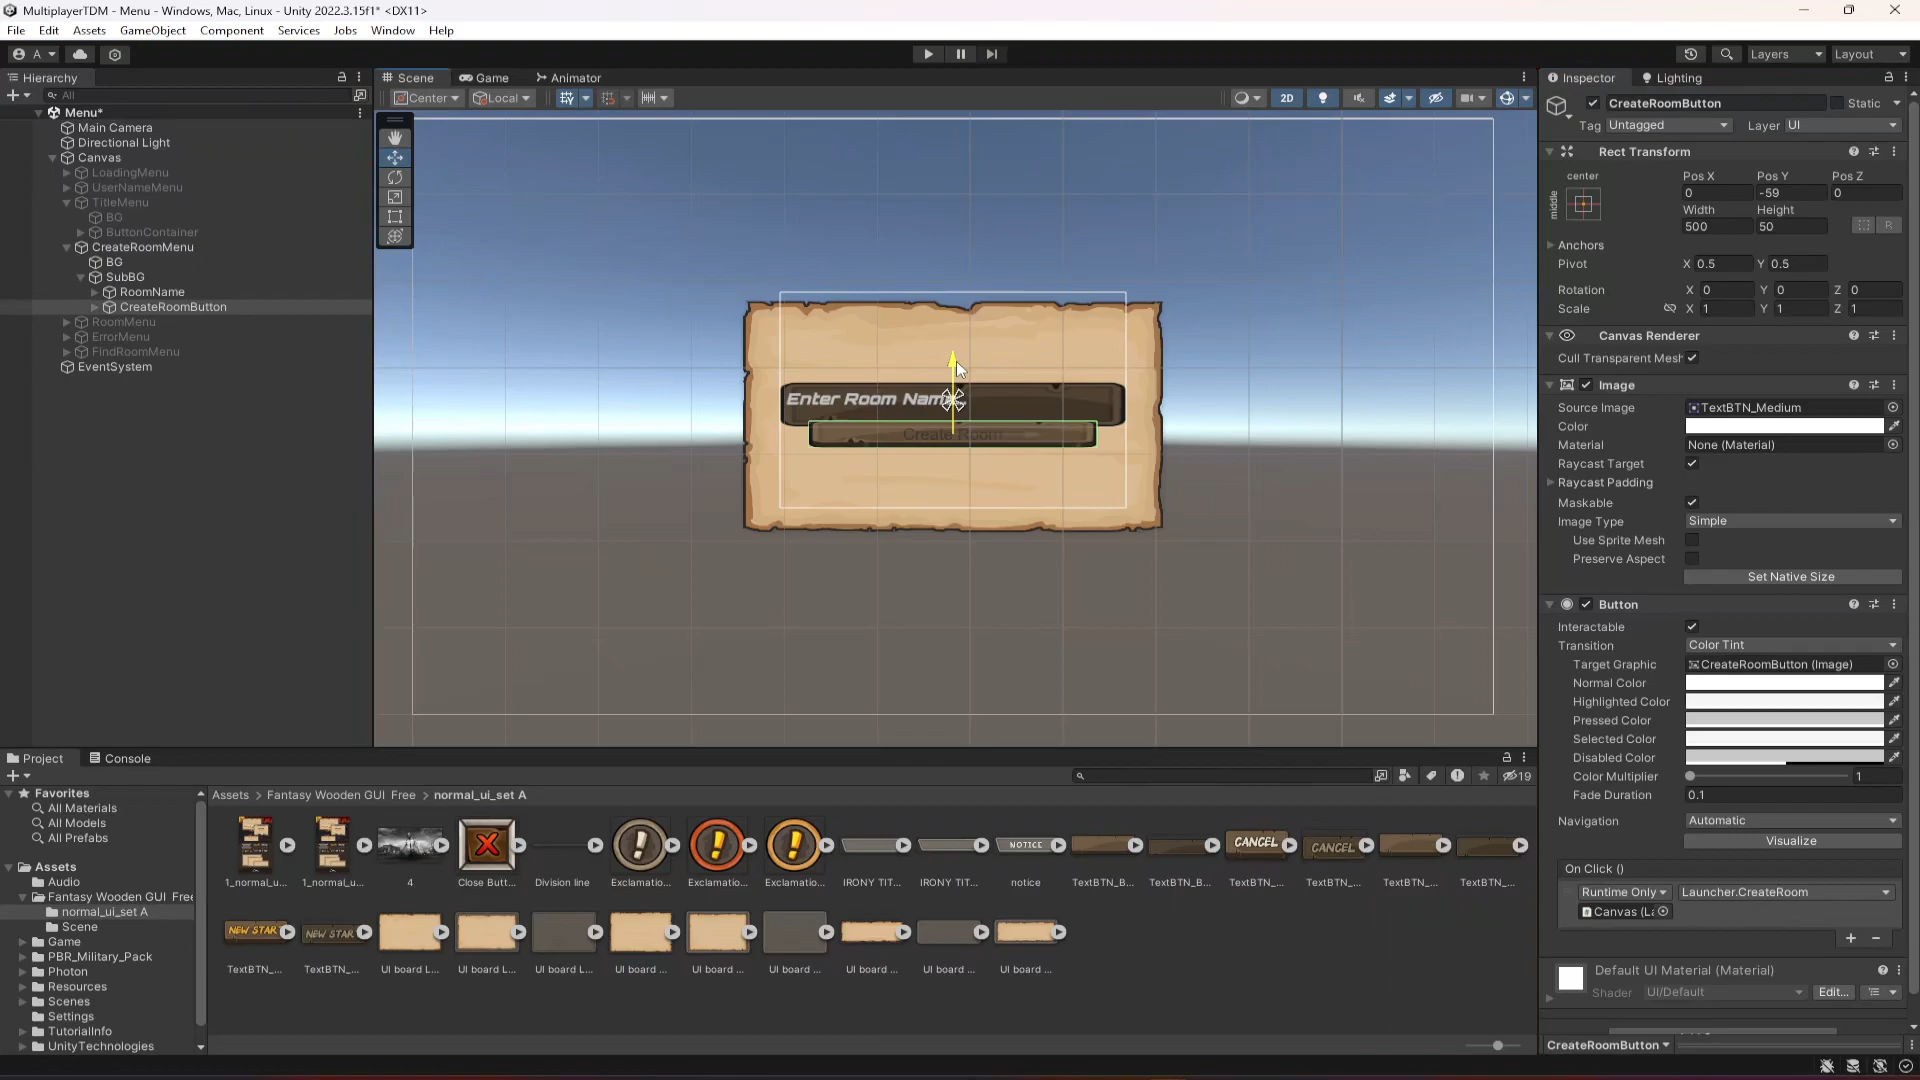 MultiplayerTDM - Menu - Windows, Mac, Linux - Unity 2022.3.15f1* <DX11>
File Edit Assets GameObject Component Services Jobs Window Help
A
Layers Layout
Hierarchy
All
Menu*
Main Camera
Directional Light
Canvas
LoadingMenu
UserNameMenu
TitleMenu
BG
ButtonContainer
CreateRoomMenu
BG
SubBG
RoomName
CreateRoomButton
RoomMenu
ErrorMenu
FindRoomMenu
EventSystem
Scene Game Animator
Center Local 2D
Enter Room Name...
Create Room
Inspector Lighting
CreateRoomButton Static
Tag Untagged Layer UI
Rect Transform
center Pos X Pos Y Pos Z
middle 0 -59 0
Width Height
500 50 R
Anchors
Pivot X 0.5 Y 0.5
Rotation X 0 Y 0 Z 0
Scale X 1 Y 1 Z 1
Canvas Renderer
Cull Transparent Mesh
Image
Source Image TextBTN_Medium
Color
Material None (Material)
Raycast Target
Raycast Padding
Maskable
Image Type Simple
Use Sprite Mesh
Preserve Aspect
Set Native Size
Button
Interactable
Transition Color Tint
Target Graphic CreateRoomButton (Image)
Normal Color
Highlighted Color
Pressed Color
Selected Color
Disabled Color
Color Multiplier 1
Fade Duration 0.1
Navigation Automatic
Visualize
On Click ()
Runtime Only Launcher.CreateRoom
Canvas (La
+ −
Default UI Material (Material)
Shader UI/Default Edit...
CreateRoomButton
Project Console
19
Favorites
All Materials
All Models
All Prefabs
Assets
Audio
Fantasy Wooden GUI Free
normal_ui_set A
Scene
Game
PBR_Military_Pack
Photon
Resources
Scenes
Settings
TutorialInfo
UnityTechnologies
Assets > Fantasy Wooden GUI Free > normal_ui_set A
NOTICE CANCEL CANCEL
1_normal_u... 1_normal_u... 4 Close Butt... Division line Exclamatio... Exclamatio... Exclamatio... IRONY TIT... IRONY TIT... notice TextBTN_B... TextBTN_B... TextBTN_... TextBTN_... TextBTN_... TextBTN_...
NEW STAR NEW STAR
TextBTN_... TextBTN_... UI board L... UI board L... UI board L... UI board ... UI board ... UI board ... UI board ... UI board ... UI board ...